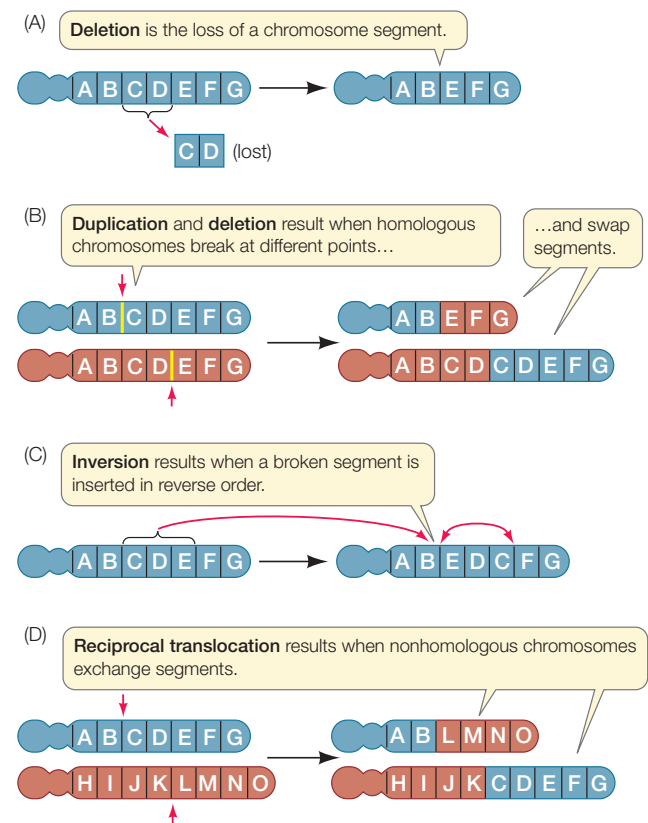 (A)
Deletion is the loss of a chromosome segment.
A B C D E F G
A B E F G
C D (lost)
(B)
Duplication and deletion result when homologous
chromosomes break at different points…
…and swap
segments.
A B C D E F G
A B E F G
A B C D E F G
A B C D C D E F G
(C)
Inversion results when a broken segment is
inserted in reverse order.
A B C D E F G
A B E D C F G
(D)
Reciprocal translocation results when nonhomologous chromosomes
exchange segments.
A B C D E F G
A B L M N O
H I J K L M N O
H I J K C D E F G